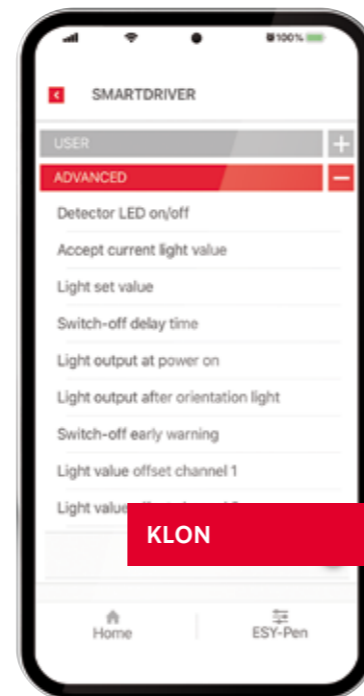 100%
SMARTDRIVER
USER
ADVANCED
Detector LED on/off
Accept current light value
Light set value
Switch-off delay time
Light output at power on
Light output after orientation light
Switch-off early warning
Light value offset channel 1
Light value
KLON
Home
ESY-Pen